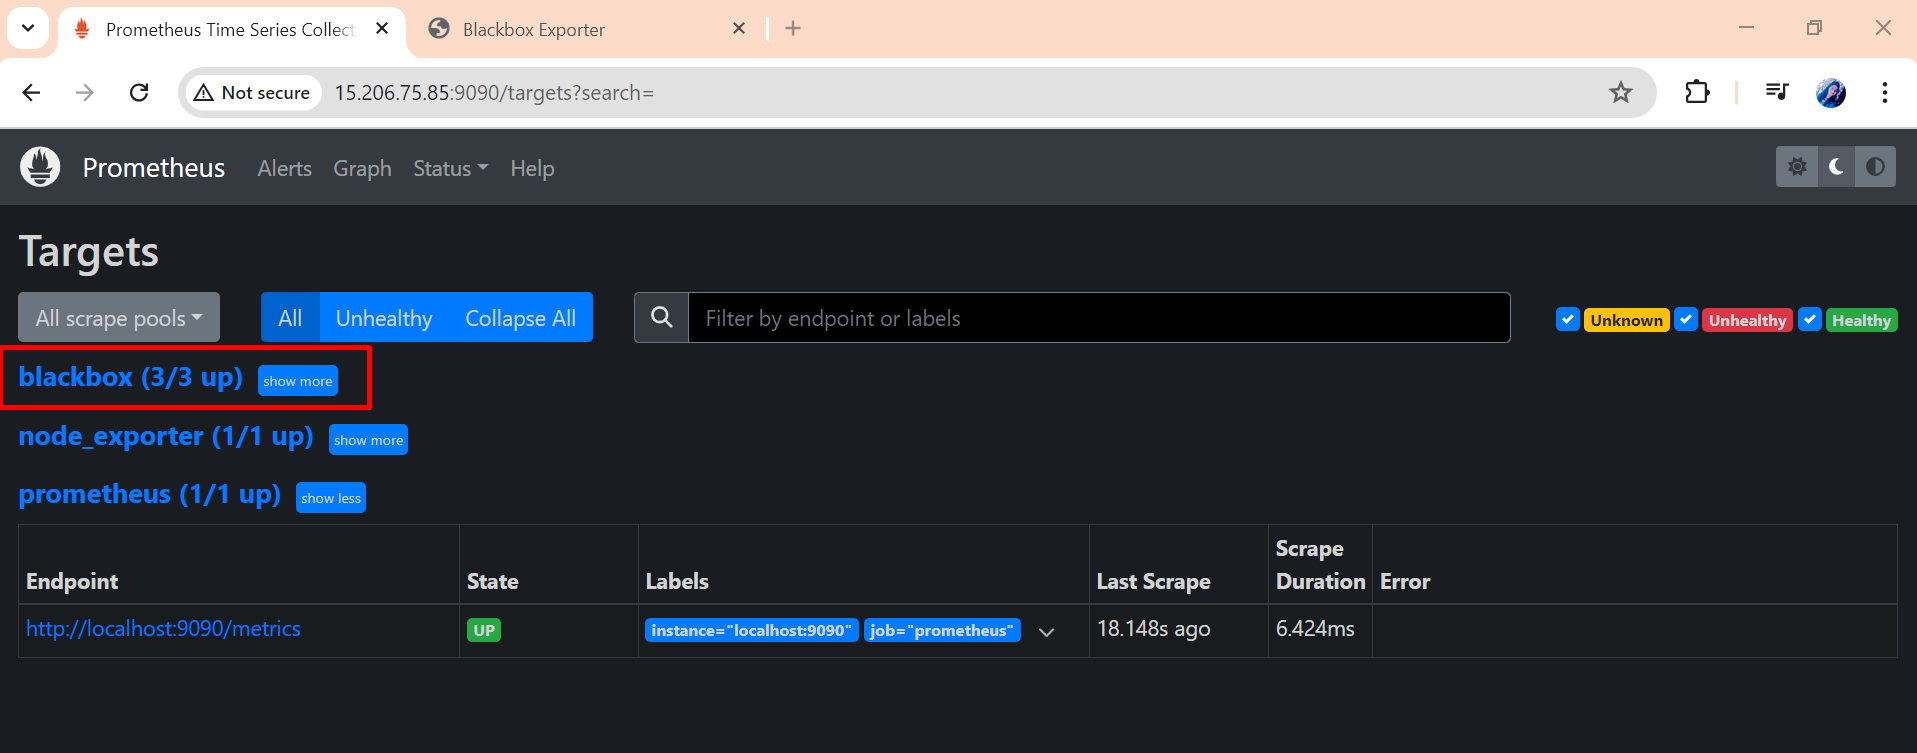 Prometheus Time Series Collect
Blackbox Exporter
Not secure 15.206.75.85:9090/targets?search=
Prometheus Alerts Graph Status Help
Targets
All scrape pools All Unhealthy Collapse All Filter by endpoint or labels Unknown Unhealthy Healthy
blackbox (3/3 up) show more
node_exporter (1/1 up) show more
prometheus (1/1 up) show less
Endpoint State Labels Last Scrape Scrape Duration Error
http://localhost:9090/metrics UP instance="localhost:9090" job="prometheus" 18.148s ago 6.424ms